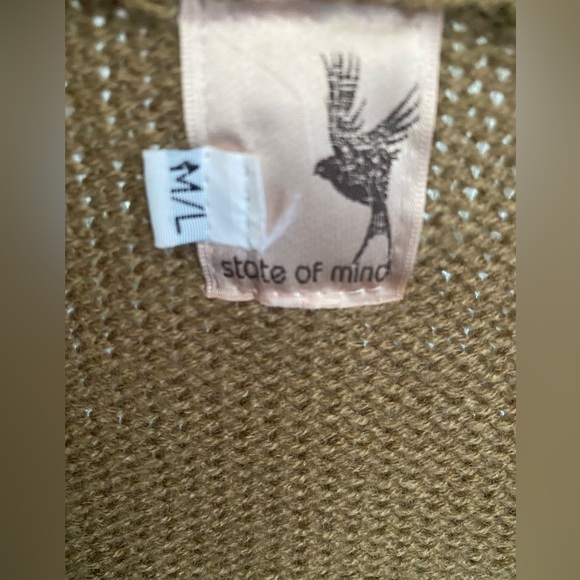 M/L
state of mind